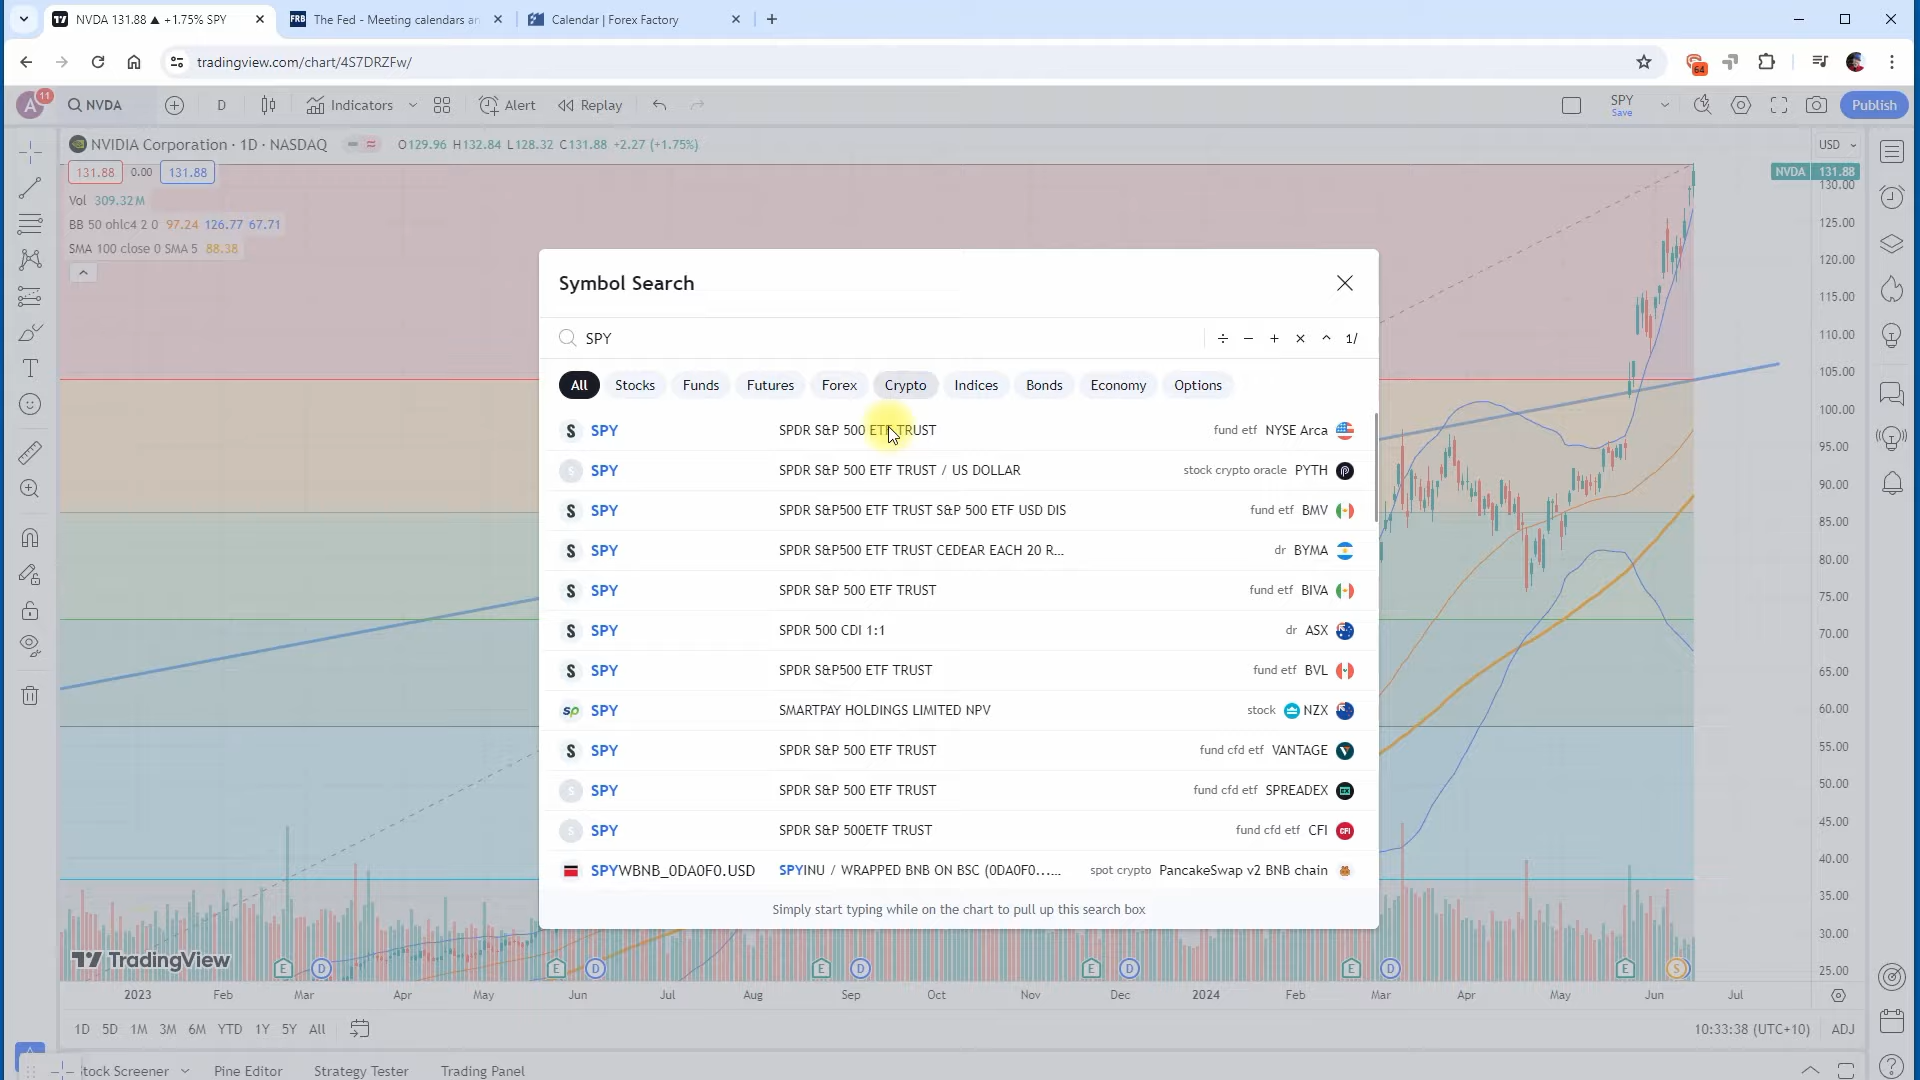 NVDA 131.88 ▲ +1.75% SPY
The Fed - Meeting calendars an
Calendar | Forex Factory
tradingview.com/chart/4S7DRZFw/
64
A 11 NVDA D Indicators Alert Replay SPY Save Publish
NVIDIA Corporation · 1D · NASDAQ O129.96 H132.84 L128.32 C131.88 +2.27 (+1.75%) USD
131.88 0.00 131.88
NVDA 131.88
Vol 309.32M
BB 50 ohlc4 2 0 97.24 126.77 67.71
SMA 100 close 0 SMA 5 88.38
130.00
125.00
120.00
115.00
110.00
105.00
100.00
95.00
90.00
85.00
80.00
75.00
70.00
65.00
60.00
55.00
50.00
45.00
40.00
35.00
30.00
25.00
Symbol Search
SPY ÷ − + × ^ 1/
All Stocks Funds Futures Forex Crypto Indices Bonds Economy Options
S SPY SPDR S&P 500 ETF TRUST fund etf NYSE Arca
S SPY SPDR S&P 500 ETF TRUST / US DOLLAR stock crypto oracle PYTH
S SPY SPDR S&P500 ETF TRUST S&P 500 ETF USD DIS fund etf BMV
S SPY SPDR S&P500 ETF TRUST CEDEAR EACH 20 R... dr BYMA
S SPY SPDR S&P 500 ETF TRUST fund etf BIVA
S SPY SPDR 500 CDI 1:1 dr ASX
S SPY SPDR S&P500 ETF TRUST fund etf BVL
sp SPY SMARTPAY HOLDINGS LIMITED NPV stock NZX
S SPY SPDR S&P 500 ETF TRUST fund cfd etf VANTAGE
S SPY SPDR S&P 500 ETF TRUST fund cfd etf SPREADEX
S SPY SPDR S&P 500ETF TRUST fund cfd etf CFI
SPYWBNB_0DA0F0.USD SPYINU / WRAPPED BNB ON BSC (0DA0F0...... spot crypto PancakeSwap v2 BNB chain
Simply start typing while on the chart to pull up this search box
TradingView
E D E D E D E D E D E S
2023 Feb Mar Apr May Jun Jul Aug Sep Oct Nov Dec 2024 Feb Mar Apr May Jun Jul
1D 5D 1M 3M 6M YTD 1Y 5Y All 10:33:38 (UTC+10) ADJ
tock Screener Pine Editor Strategy Tester Trading Panel